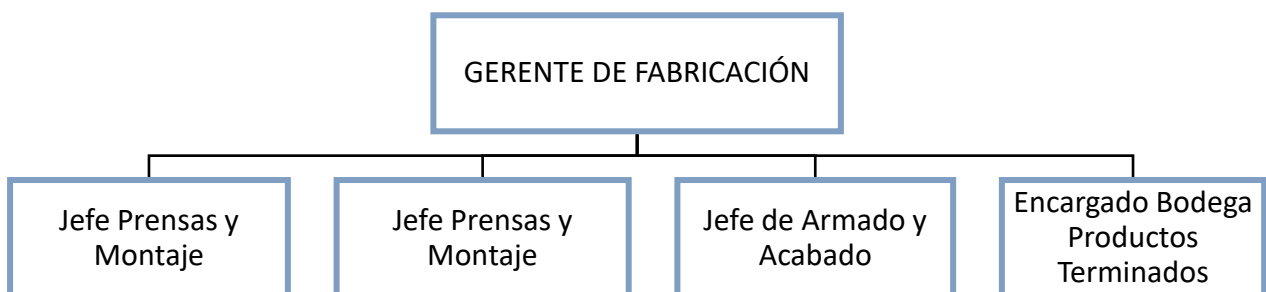 GERENTE DE FABRICACIÓN
Jefe Prensas y
Montaje
Jefe Prensas y
Montaje
Jefe de Armado y
Acabado
Encargado Bodega
Productos
Terminados